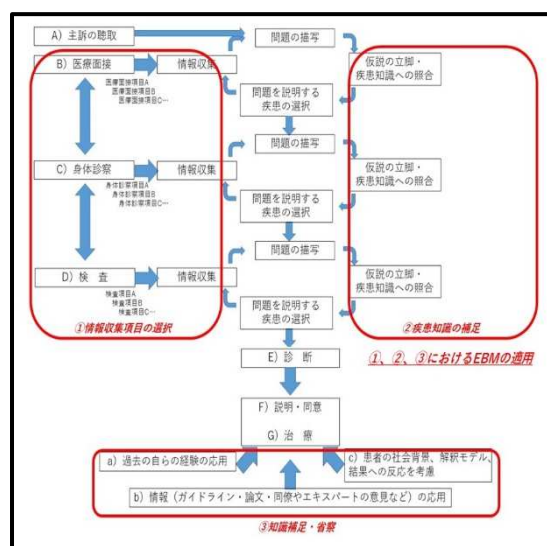 A）主訴の聴取
問題の描写
B）医療面接
情報収集
医療面接項目A
医療面接項目B
医療面接項目C…
仮説の立脚・
疾患知識への照合
問題を説明する
疾患の選択
問題の描写
C）身体診察
情報収集
身体診察項目A
身体診察項目B
身体診察項目C…
仮説の立脚・
疾患知識への照合
問題を説明する
疾患の選択
問題の描写
D）検　査
情報収集
検査項目A
検査項目B
検査項目C…
仮説の立脚・
疾患知識への照合
問題を説明する
疾患の選択
①情報収集項目の選択
②疾患知識の補足
E）診　断
①、②、③におけるEBMの適用
F）説明・同意
G）治　療
a）過去の自らの経験の応用
c）患者の社会背景、解釈モデル、
結果への反応を考慮
b）情報（ガイドライン・論文・同僚やエキスパートの意見など）の応用
③知識補足・省察